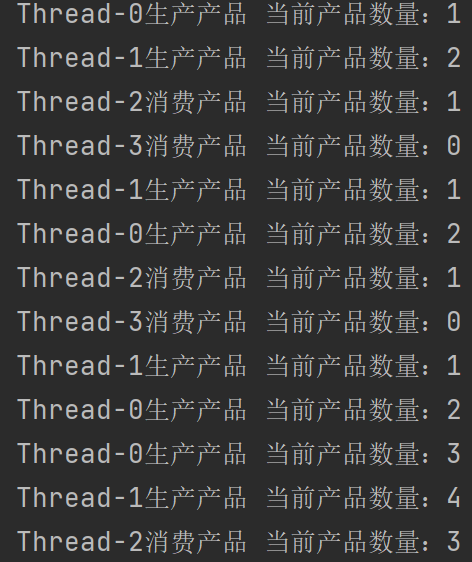 Thread-0生产产品 当前产品数量：1
Thread-1生产产品 当前产品数量：2
Thread-2消费产品 当前产品数量：1
Thread-3消费产品 当前产品数量：0
Thread-1生产产品 当前产品数量：1
Thread-0生产产品 当前产品数量：2
Thread-2消费产品 当前产品数量：1
Thread-3消费产品 当前产品数量：0
Thread-1生产产品 当前产品数量：1
Thread-0生产产品 当前产品数量：2
Thread-0生产产品 当前产品数量：3
Thread-1生产产品 当前产品数量：4
Thread-2消费产品 当前产品数量：3